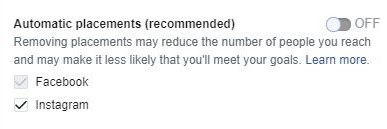 Automatic placements (recommended) OFF
Removing placements may reduce the number of people you reach
and may make it less likely that you'll meet your goals. Learn more.
Facebook
Instagram